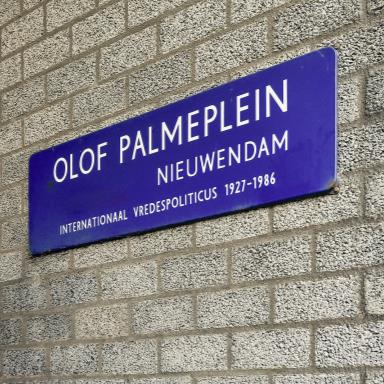 OLOF PALMEPLEIN
NIEUWENDAM
INTERNATIONAAL VREDESPOLITICUS 1927-1986